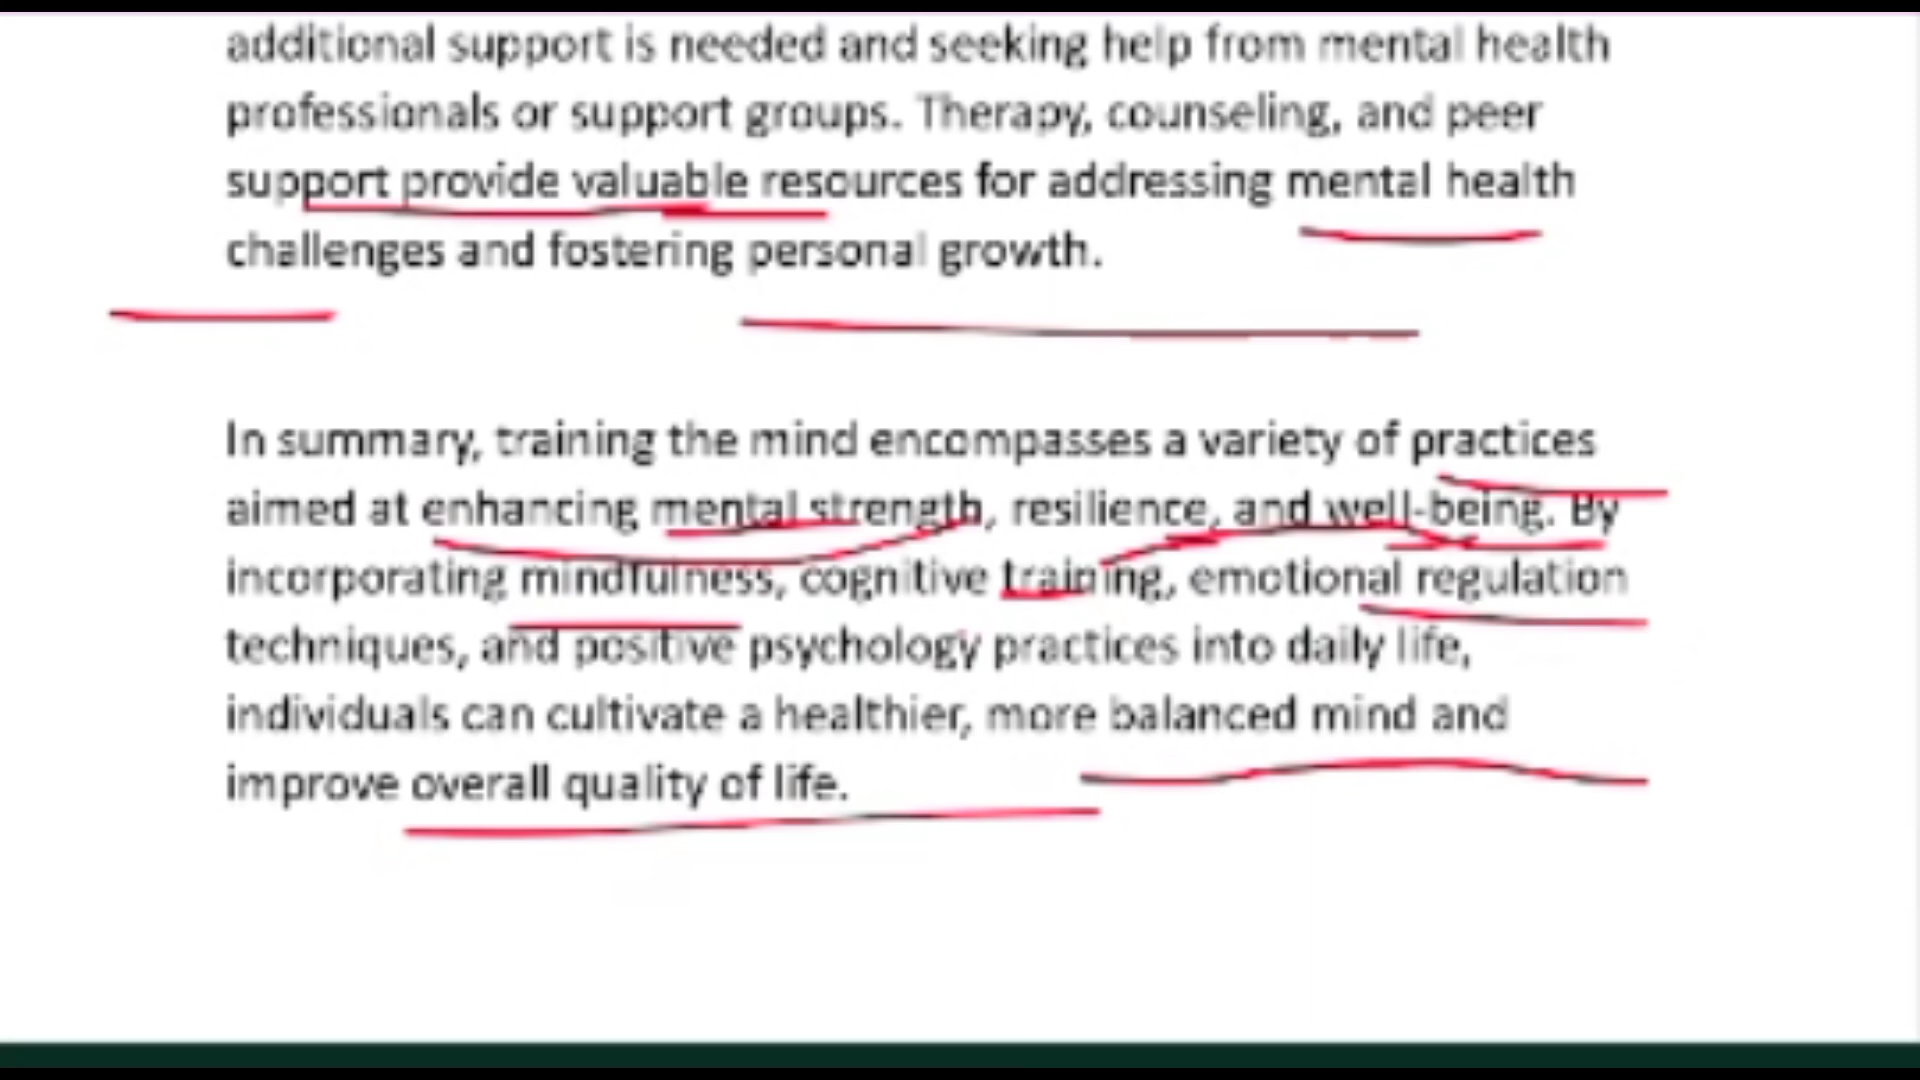 additional support is needed and seeking help from mental health
professionals or support groups. Therapy, counseling, and peer
support provide valuable resources for addressing mental health
challenges and fostering personal growth.
In summary, training the mind encompasses a variety of practices
aimed at enhancing mental strength, resilience, and well-being. By
incorporating mindfulness, cognitive training, emotional regulation
techniques, and positive psychology practices into daily life,
individuals can cultivate a healthier, more balanced mind and
improve overall quality of life.